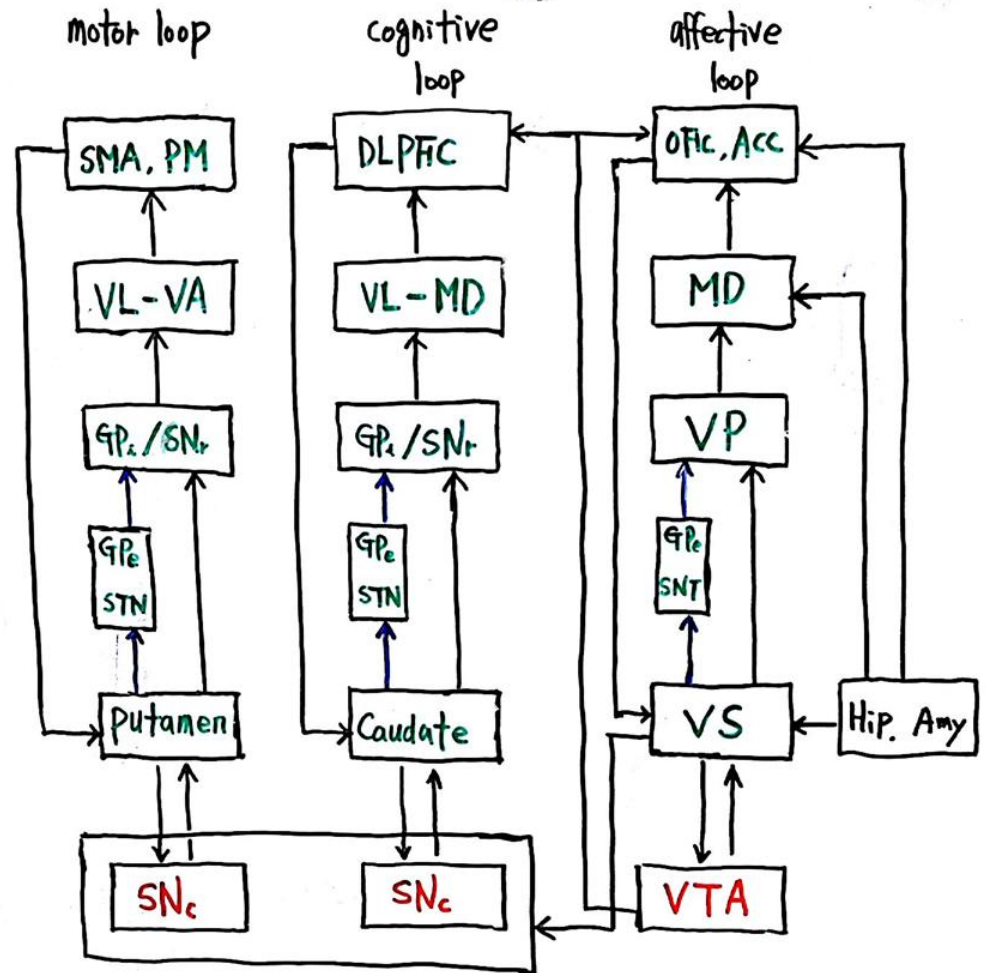 motor loop
cognitive
loop
affective
loop
SMA, PM
DLPFC
OFC, ACC
VL-VA
VL-MD
MD
GPi/SNr
GPi/SNr
VP
GPe
STN
GPe
STN
GPe
SNT
Putamen
Caudate
VS
Hip. Amy
SNc
SNc
VTA